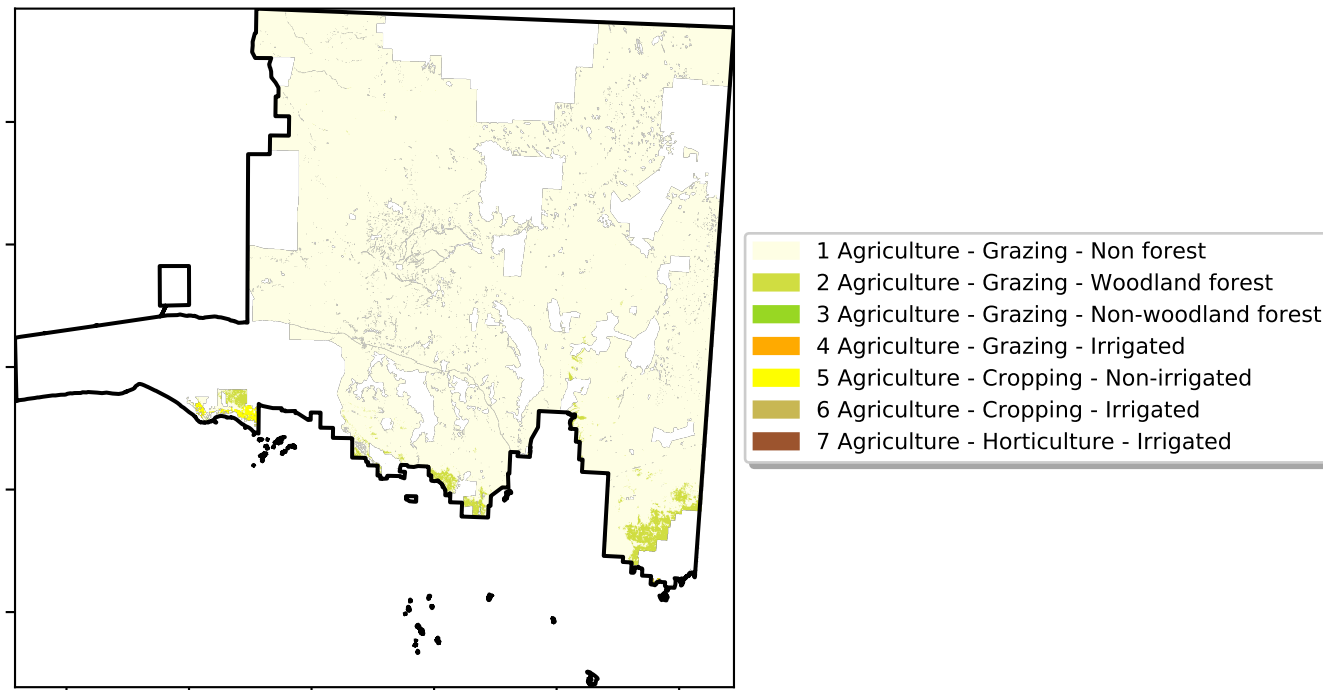 1 Agriculture - Grazing - Non forest
2 Agriculture - Grazing - Woodland forest
3 Agriculture - Grazing - Non-woodland forest
4 Agriculture - Grazing - Irrigated
5 Agriculture - Cropping - Non-irrigated
6 Agriculture - Cropping - Irrigated
7 Agriculture - Horticulture - Irrigated